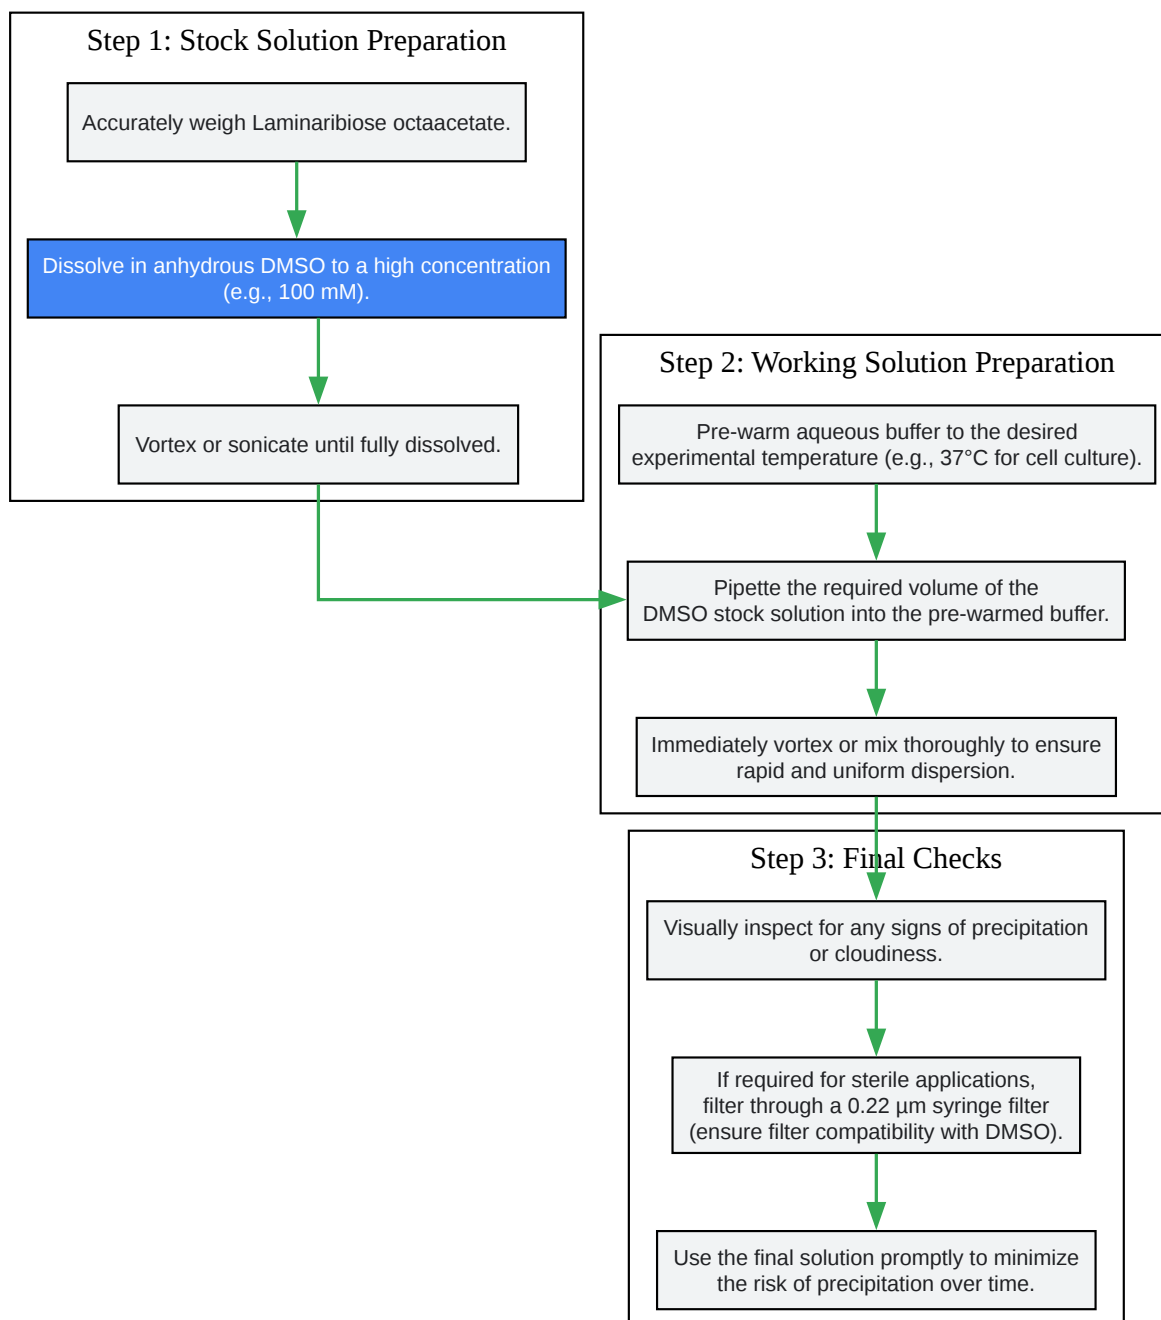 Step 1: Stock Solution Preparation
Accurately weigh Laminaribiose octaacetate.
Dissolve in anhydrous DMSO to a high concentration
(e.g., 100 mM).
Vortex or sonicate until fully dissolved.
Step 2: Working Solution Preparation
Pre-warm aqueous buffer to the desired
experimental temperature (e.g., 37°C for cell culture).
Pipette the required volume of the
DMSO stock solution into the pre-warmed buffer.
Immediately vortex or mix thoroughly to ensure
rapid and uniform dispersion.
Step 3: Final Checks
Visually inspect for any signs of precipitation
or cloudiness.
If required for sterile applications,
filter through a 0.22 µm syringe filter
(ensure filter compatibility with DMSO).
Use the final solution promptly to minimize
the risk of precipitation over time.